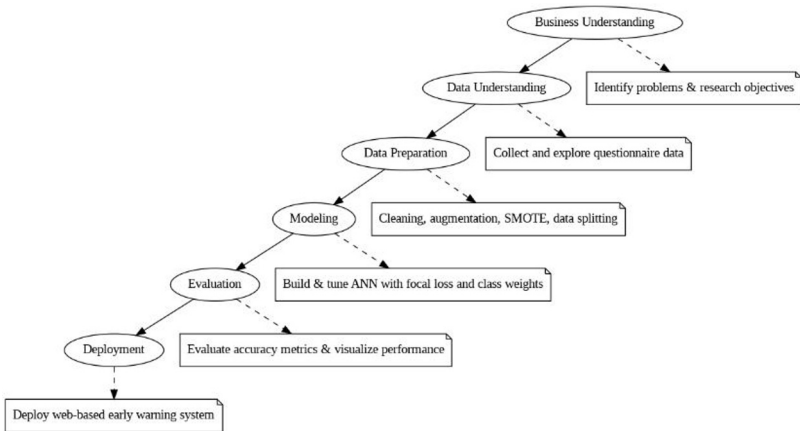 Business Understanding
Data Understanding
Identify problems & research objectives
Data Preparation
Collect and explore questionnaire data
Modeling
Cleaning, augmentation, SMOTE, data splitting
Evaluation
Build & tune ANN with focal loss and class weights
Deployment
Evaluate accuracy metrics & visualize performance
Deploy web-based early warning system